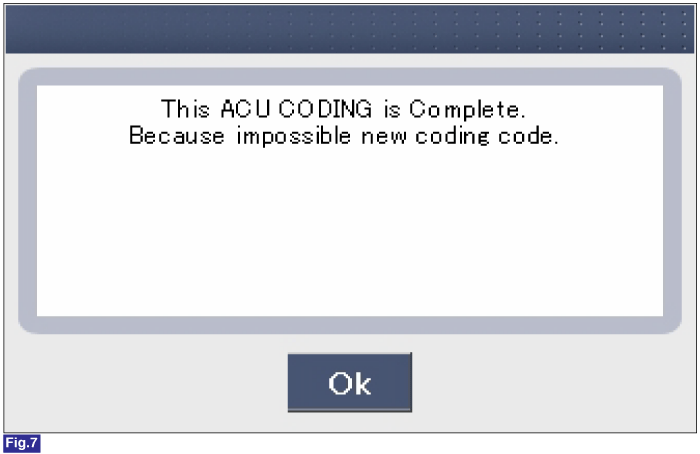 This ACU CODING is Complete.
Because impossible new coding code.
Ok
Fig.7